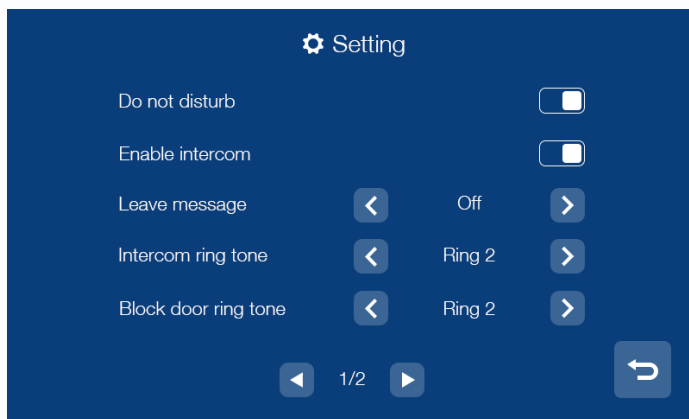 Setting
Do not disturb
Enable intercom
Leave message Off
Intercom ring tone Ring 2
Block door ring tone Ring 2
1/2